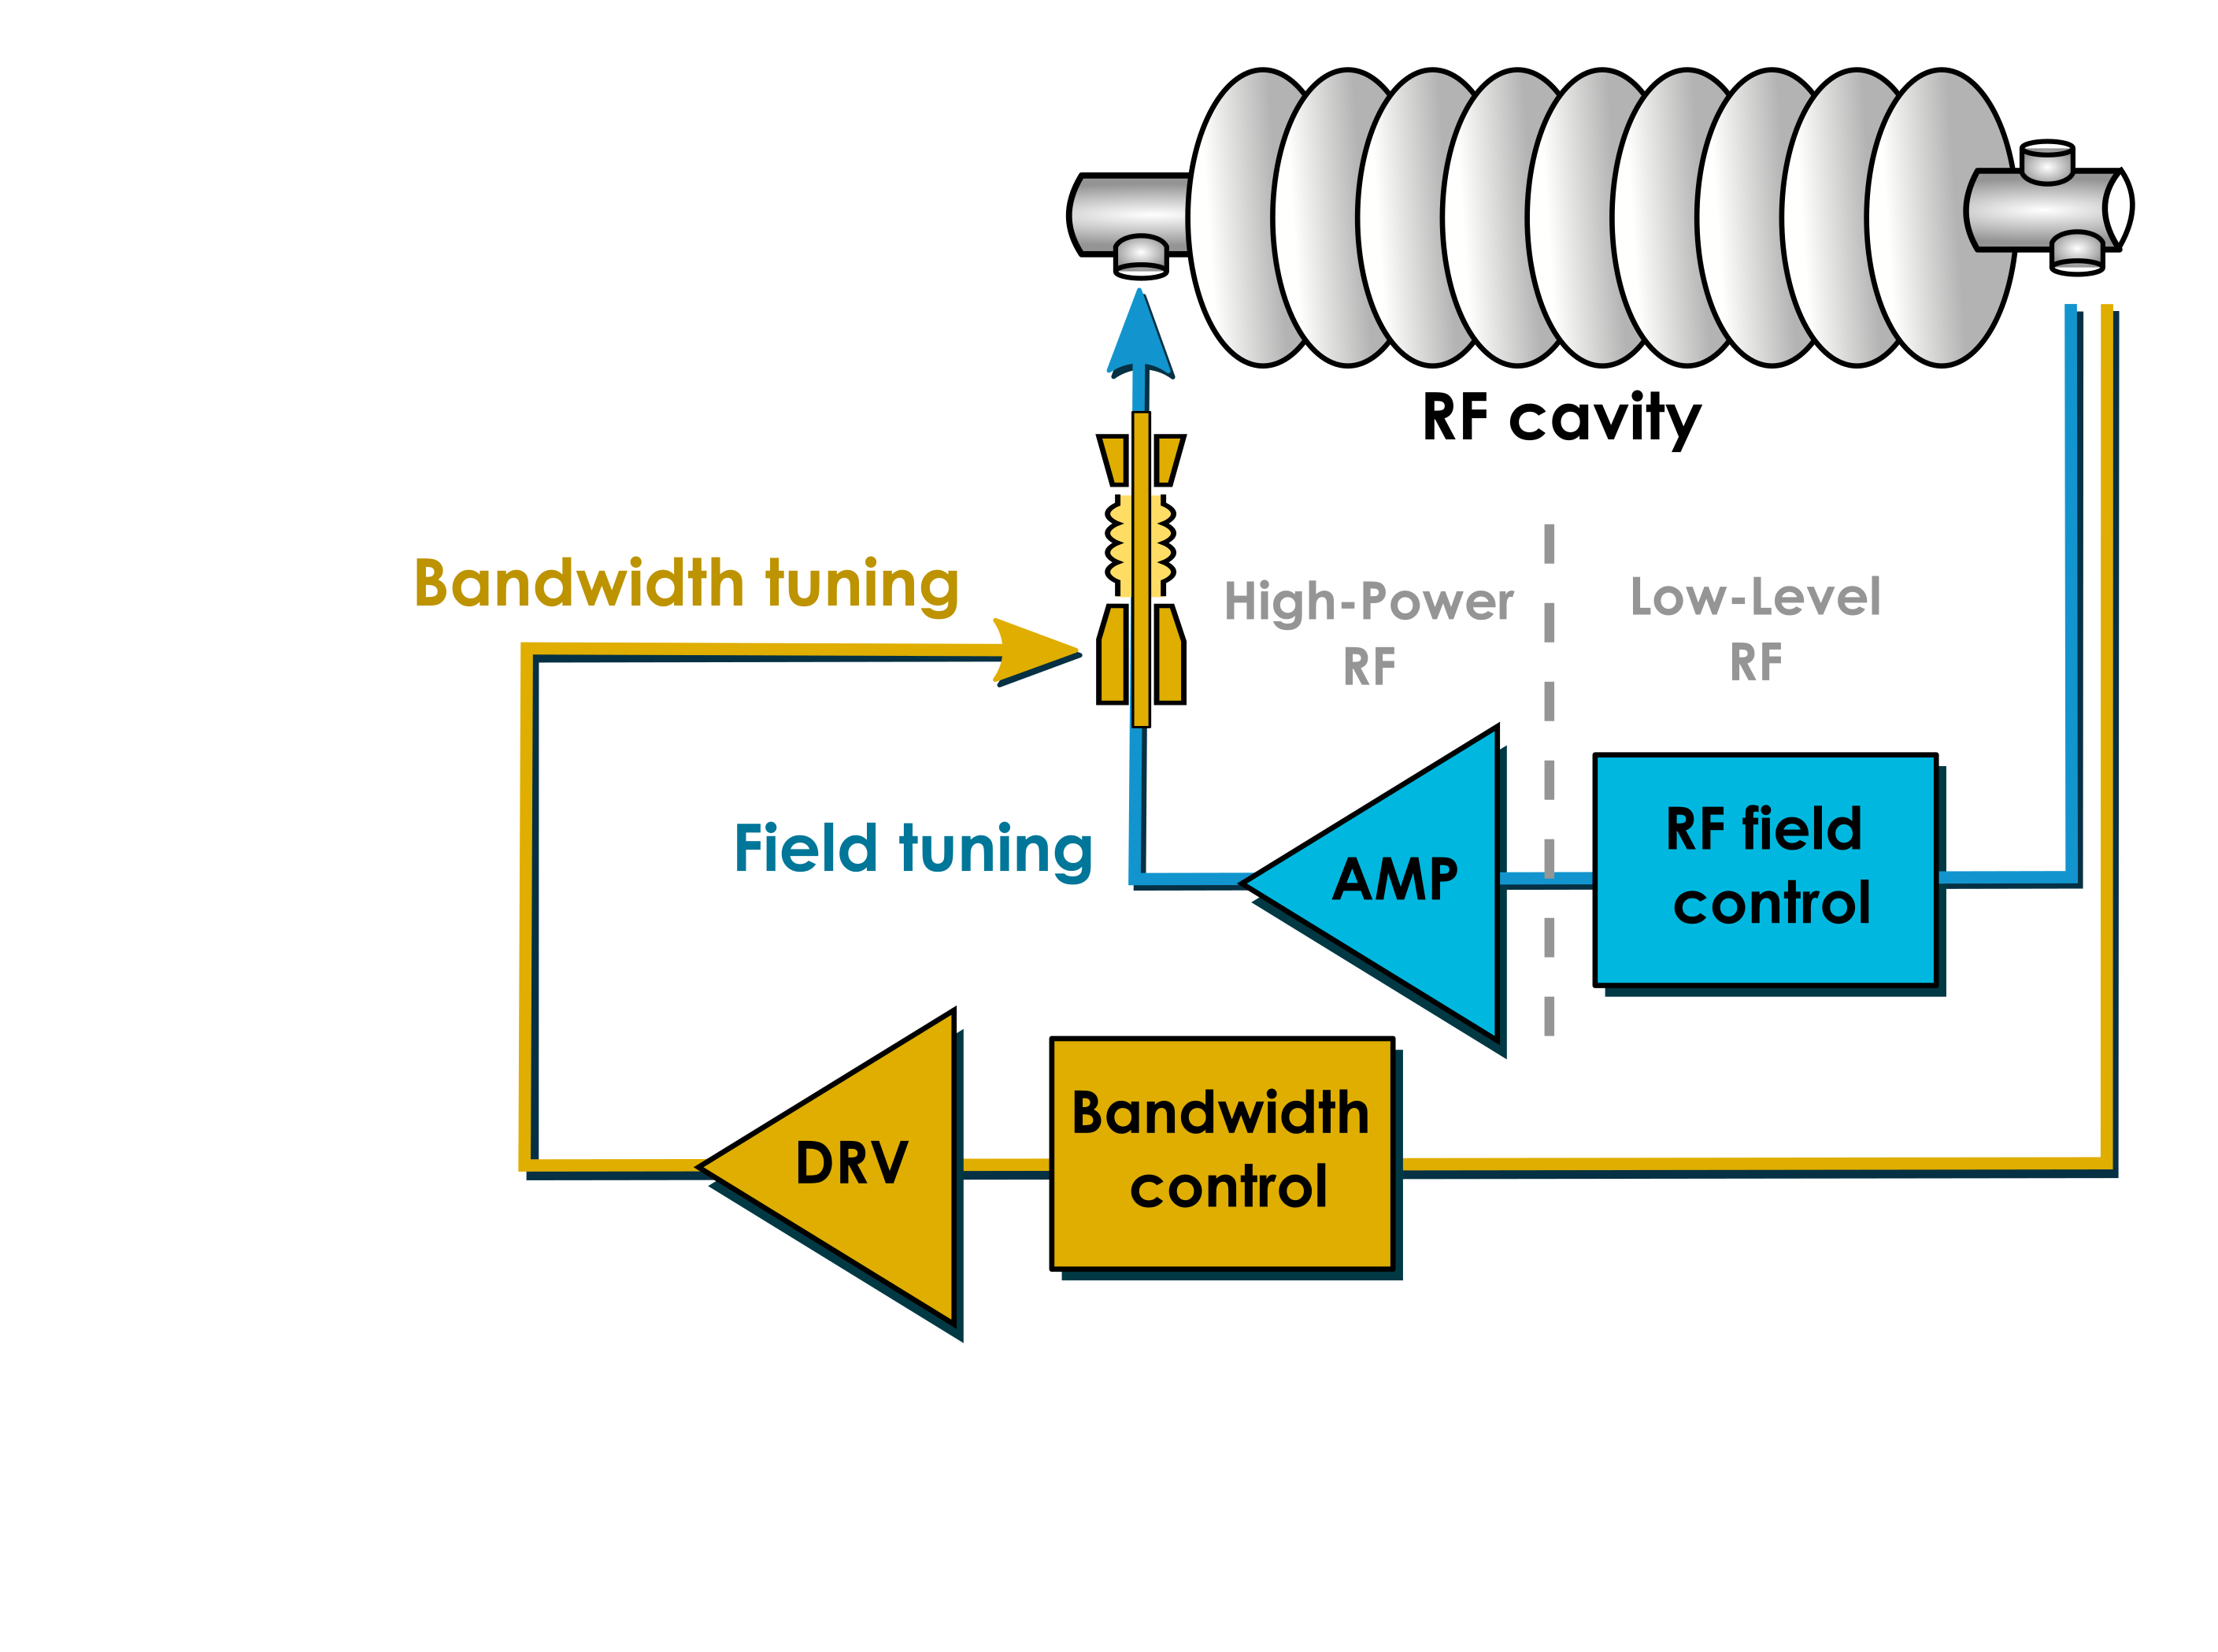 RF cavity
Bandwidth tuning
High-Power
RF
Low-Level
RF
Field tuning
AMP
RF field
control
DRV
Bandwidth
control